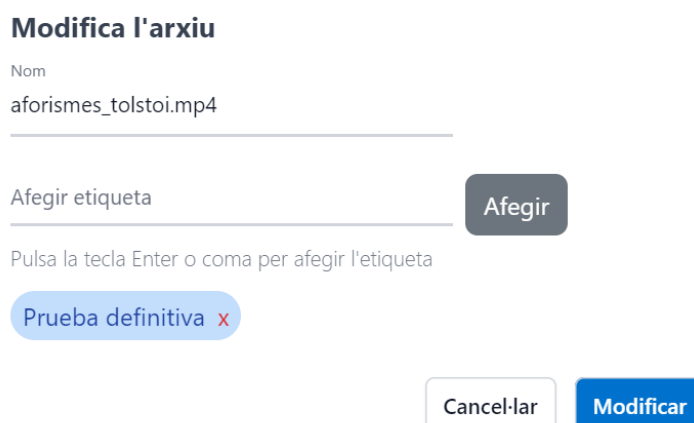 Modifica l'arxiu
Nom
aforismes_tolstoi.mp4
Afegir etiqueta
Afegir
Pulsa la tecla Enter o coma per afegir l'etiqueta
Prueba definitiva x
Cancel·lar
Modificar